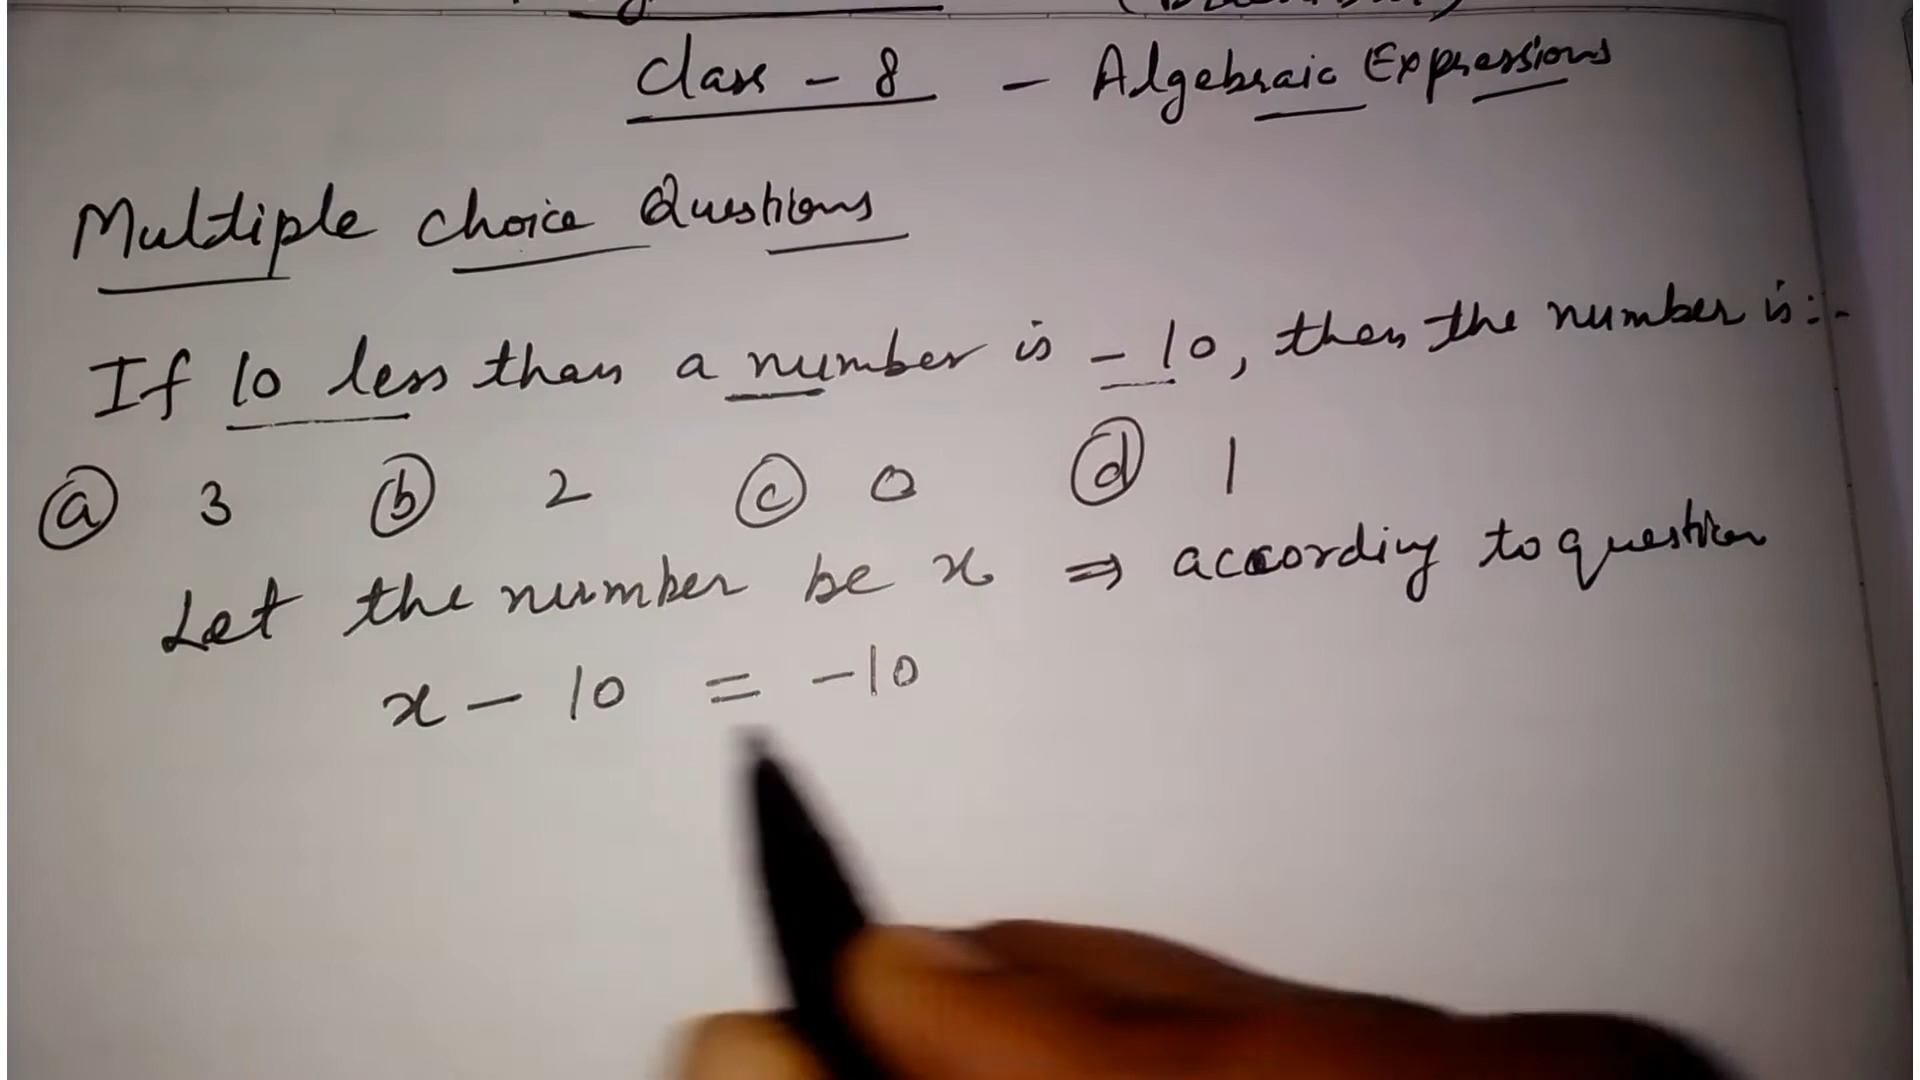 Class - 8 - Algebraic Expressions
Multiple choice Questions
If 10 less than a number is -10, then the number is:-
(a) 3 (b) 2 (c) 0 (d) 1
Let the number be x ⇒ according to question
x - 10 = -10